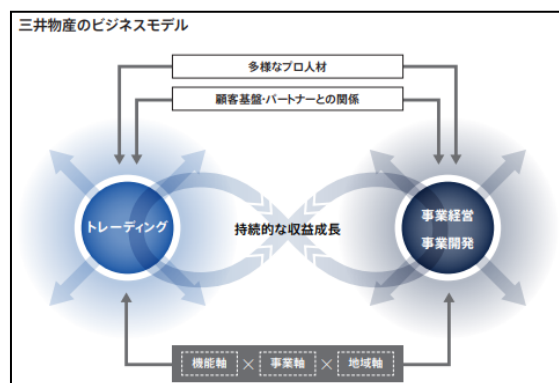 三井物産のビジネスモデル
多様なプロ人材
顧客基盤・パートナーとの関係
トレーディング
持続的な収益成長
事業経営
事業開発
機能軸 × 事業軸 × 地域軸